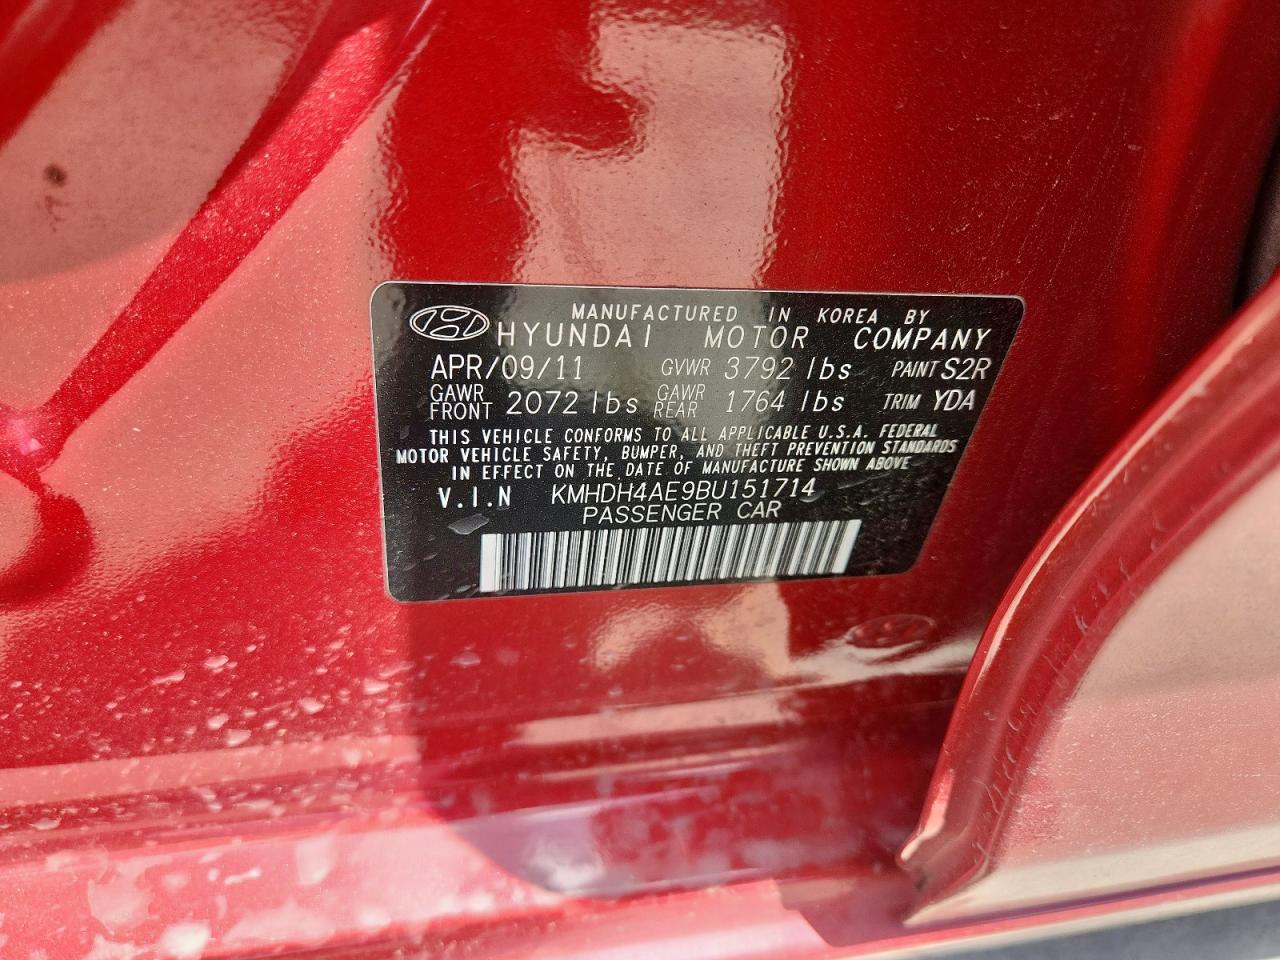 MANUFACTURED IN KOREA BY
HYUNDAI MOTOR COMPANY
APR/09/11 GVWR 3792 lbs PAINT S2R
GAWR FRONT 2072 lbs GAWR REAR 1764 lbs TRIM YDA
THIS VEHICLE CONFORMS TO ALL APPLICABLE U.S.A. FEDERAL
MOTOR VEHICLE SAFETY, BUMPER, AND THEFT PREVENTION STANDARDS
IN EFFECT ON THE DATE OF MANUFACTURE SHOWN ABOVE
V.I.N KMHDH4AE9BU151714
PASSENGER CAR